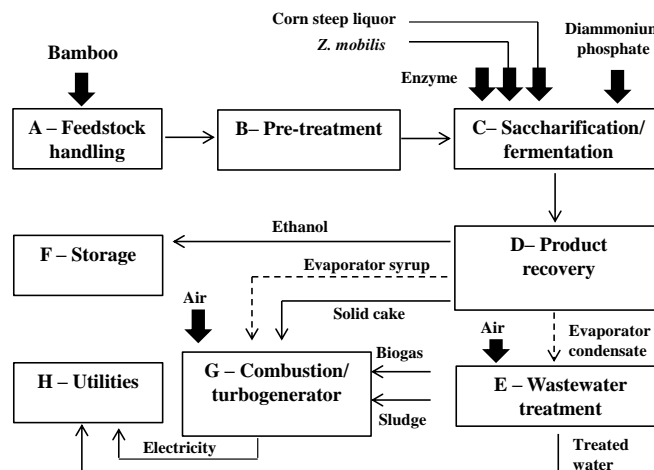 Corn steep liquor
Z. mobilis
Diammonium
phosphate
Bamboo
Enzyme
A – Feedstock
handling
B– Pre-treatment
C– Saccharification/
fermentation
Ethanol
F – Storage
D– Product
recovery
Evaporator syrup
Air
Solid cake
Air
Evaporator
condensate
H – Utilities
G – Combustion/
turbogenerator
Biogas
Sludge
E – Wastewater
treatment
Electricity
Treated
water